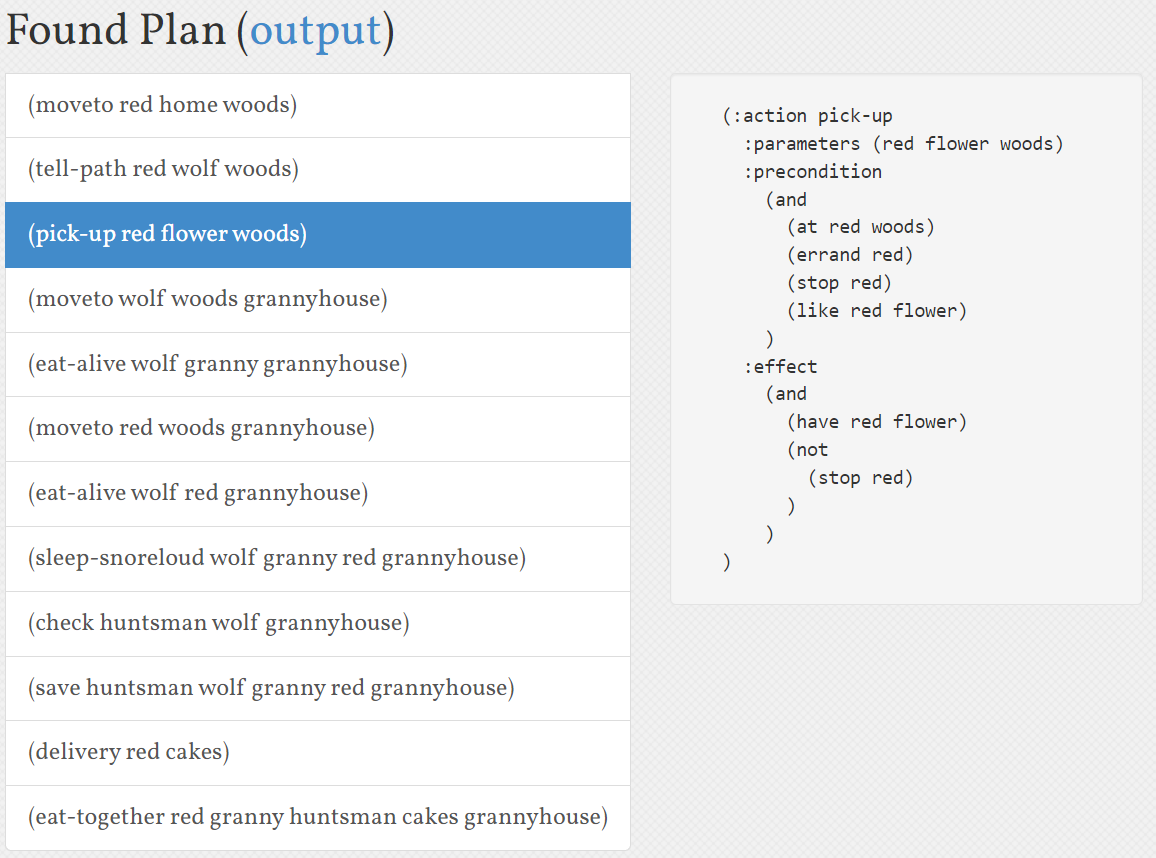 Found Plan (output)
(moveto red home woods)
(tell-path red wolf woods)
(pick-up red flower woods)
(moveto wolf woods grannyhouse)
(eat-alive wolf granny grannyhouse)
(moveto red woods grannyhouse)
(eat-alive wolf red grannyhouse)
(sleep-snoreloud wolf granny red grannyhouse)
(check huntsman wolf grannyhouse)
(save huntsman wolf granny red grannyhouse)
(delivery red cakes)
(eat-together red granny huntsman cakes grannyhouse)
(:action pick-up
:parameters (red flower woods)
:precondition
(and
(at red woods)
(errand red)
(stop red)
(like red flower)
)
:effect
(and
(have red flower)
(not
(stop red)
)
)
)